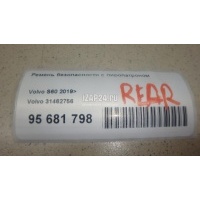 Ремень безопасности с пиропатроном
Volvo S60 2019>
Volvo 31462758
95 681 798
REAR